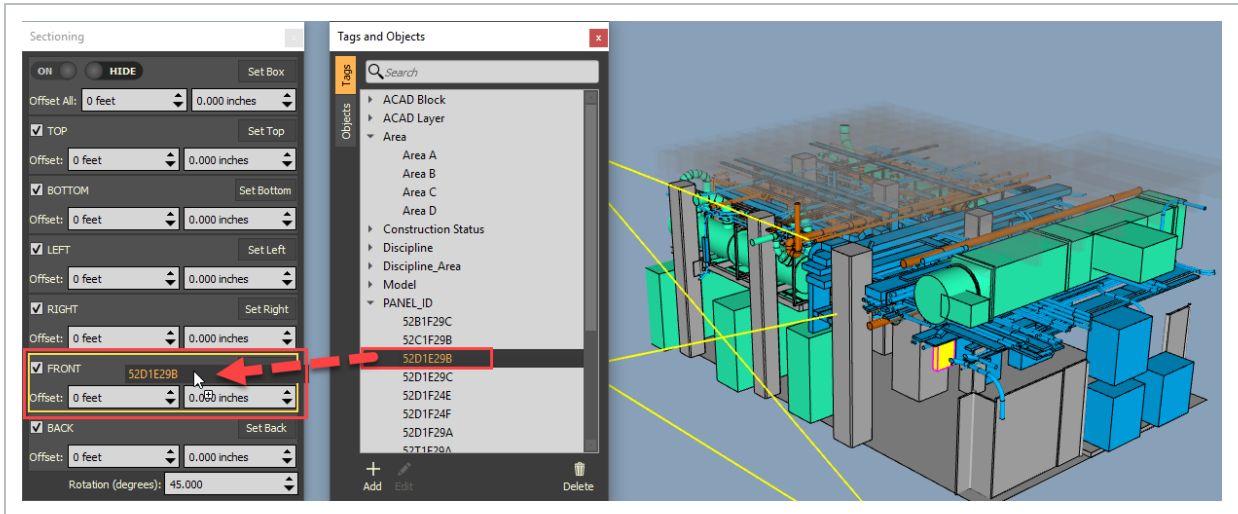 Sectioning
ON HIDE Set Box
Offset All: 0 feet 0.000 inches
TOP Set Top
Offset: 0 feet 0.000 inches
BOTTOM Set Bottom
Offset: 0 feet 0.000 inches
LEFT Set Left
Offset: 0 feet 0.000 inches
RIGHT Set Right
Offset: 0 feet 0.000 inches
FRONT 52D1E29B
Offset: 0 feet inches
BACK Set Back
Offset: 0 feet 0.000 inches
Rotation (degrees): 45.000
Tags and Objects x
Tags
Objects
Search
ACAD Block
ACAD Layer
Area
Area A
Area B
Area C
Area D
Construction Status
Discipline
Discipline_Area
Model
PANEL_ID
52B1F29C
52C1F29B
52D1E29B
52D1E29C
52D1F24E
52D1F24F
52D1F29A
52T1F29A
Add Edit Delete